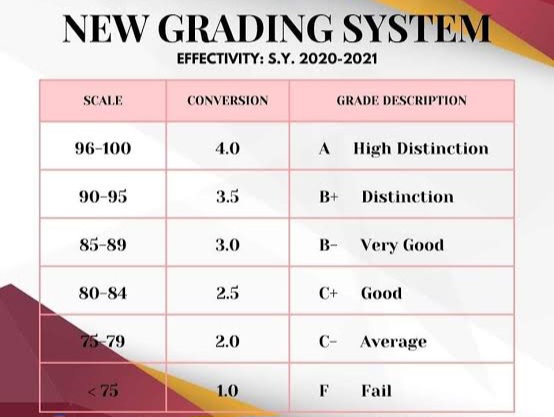 NEW GRADING SYSTEM
EFFECTIVITY: S.Y. 2020-2021
SCALE CONVERSION GRADE DESCRIPTION
96-100 4.0 A High Distinction
90-95 3.5 B+ Distinction
85-89 3.0 B- Very Good
80-84 2.5 C+ Good
75-79 2.0 C- Average
< 75 1.0 F Fail